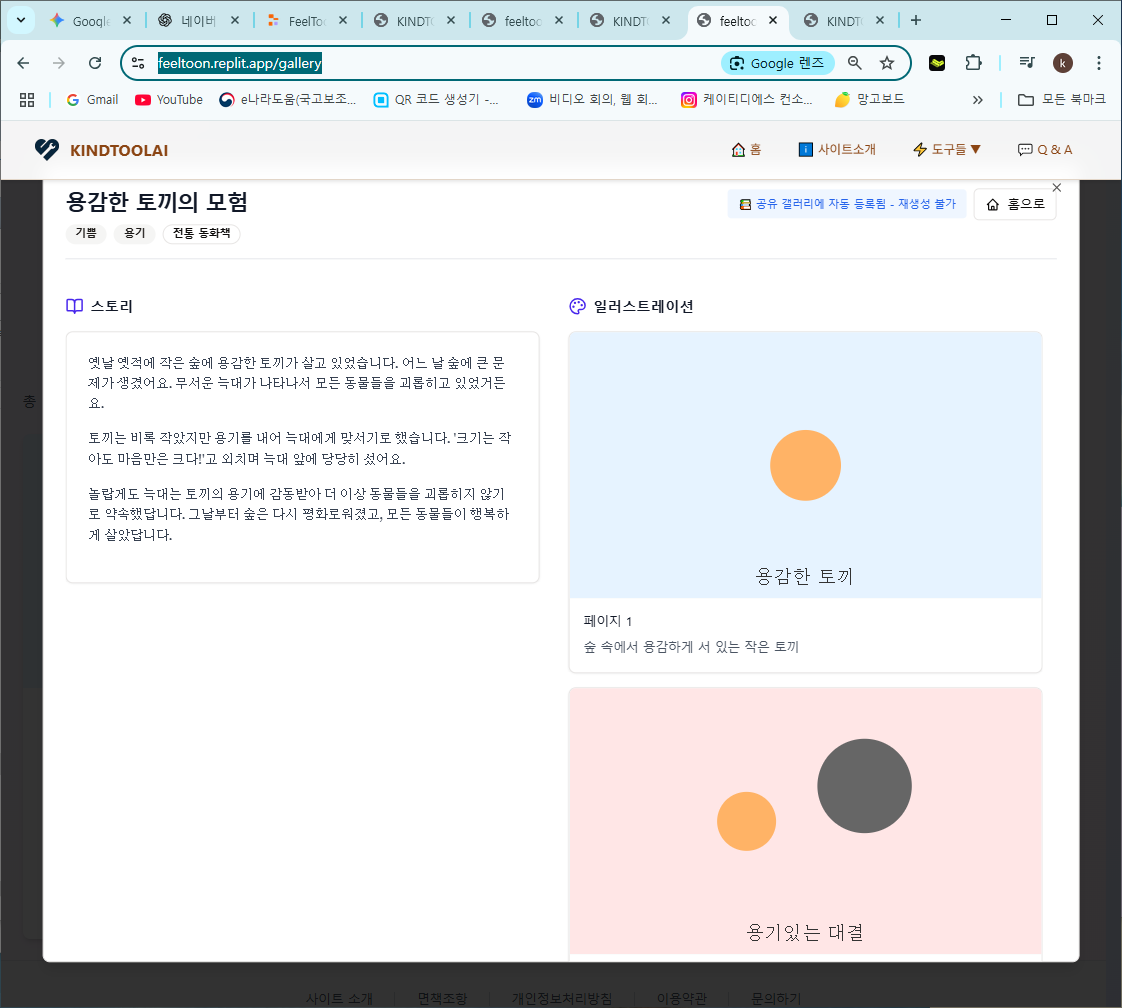 Google
네이버
FeelToo
KINDT
feeltoo
KINDT
feeltoo
KINDT
feeltoon.replit.app/gallery
Google 렌즈
k
Gmail
YouTube
e나라도움(국고보조...
QR 코드 생성기 -...
zm
비디오 회의, 웹 회...
케이티디에스 컨소...
망고보드
모든 북마크
KINDTOOLAI
홈
사이트소개
도구들 ▼
Q & A
용감한 토끼의 모험
공유 갤러리에 자동 등록됨 - 재생성 불가
홈으로
기쁨
용기
전통 동화책
스토리
옛날 옛적에 작은 숲에 용감한 토끼가 살고 있었습니다. 어느 날 숲에 큰 문
제가 생겼어요. 무서운 늑대가 나타나서 모든 동물들을 괴롭히고 있었거든
요.
토끼는 비록 작았지만 용기를 내어 늑대에게 맞서기로 했습니다. '크기는 작
아도 마음만은 크다!'고 외치며 늑대 앞에 당당히 섰어요.
놀랍게도 늑대는 토끼의 용기에 감동받아 더 이상 동물들을 괴롭히지 않기
로 약속했답니다. 그날부터 숲은 다시 평화로워졌고, 모든 동물들이 행복하
게 살았답니다.
일러스트레이션
용감한 토끼
페이지 1
숲 속에서 용감하게 서 있는 작은 토끼
용기있는 대결
총
사이트 소개
면책조항
개인정보처리방침
이용약관
문의하기